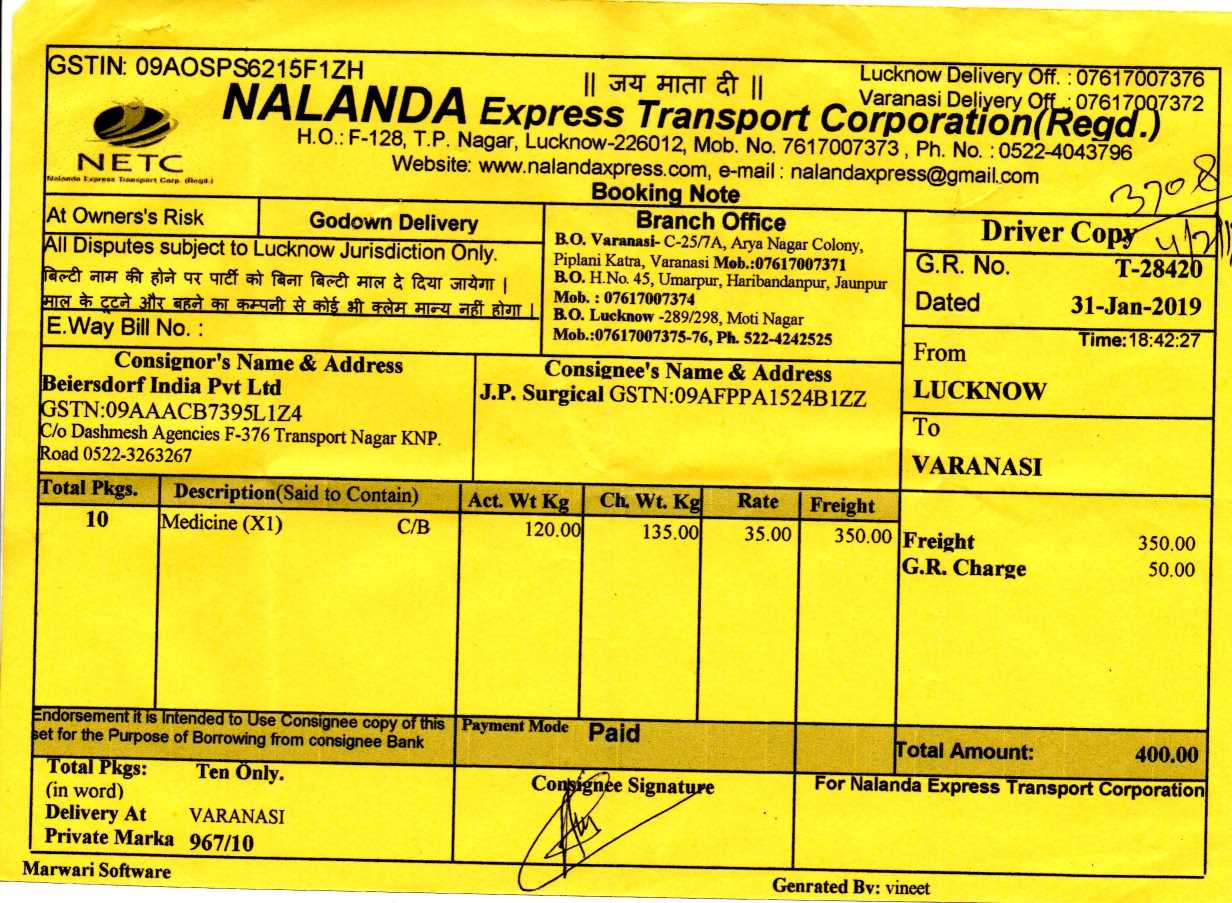 GSTIN: 09AOSPS6215F1ZH
|| जय माता दी ||
Lucknow Delivery Off. : 07617007376
Varanasi Delivery Off. : 07617007372
NALANDA Express Transport Corporation(Regd.)
NETC
Nalanda Express Transport Corp. (Regd.)
H.O.: F-128, T.P. Nagar, Lucknow-226012, Mob. No. 7617007373 , Ph. No. : 0522-4043796
Website: www.nalandaxpress.com, e-mail : nalandaxpress@gmail.com
Booking Note
3708
At Owners's Risk
Godown Delivery
All Disputes subject to Lucknow Jurisdiction Only.
बिल्टी नाम की होने पर पार्टी को बिना बिल्टी माल दे दिया जायेगा |
माल के टूटने और बहने का कम्पनी से कोई भी क्लेम मान्य नहीं होगा |
E.Way Bill No. :
Branch Office
B.O. Varanasi- C-25/7A, Arya Nagar Colony,
Piplani Katra, Varanasi Mob.:07617007371
B.O. H.No. 45, Umarpur, Haribandanpur, Jaunpur
Mob. : 07617007374
B.O. Lucknow -289/298, Moti Nagar
Mob.:07617007375-76, Ph. 522-4242525
Driver Copy
G.R. No. T-28420
Dated 31-Jan-2019
Time:18:42:27
From
LUCKNOW
To
VARANASI
Consignor's Name & Address
Beiersdorf India Pvt Ltd
GSTN:09AAACB7395L1Z4
C/o Dashmesh Agencies F-376 Transport Nagar KNP.
Road 0522-3263267
Consignee's Name & Address
J.P. Surgical GSTN:09AFPPA1524B1ZZ
Total Pkgs. Description(Said to Contain) Act. Wt Kg Ch. Wt. Kg Rate Freight
10 Medicine (X1) C/B 120.00 135.00 35.00 350.00
Freight 350.00
G.R. Charge 50.00
Endorsement it is Intended to Use Consignee copy of this
set for the Purpose of Borrowing from consignee Bank
Payment Mode Paid
Total Amount: 400.00
Total Pkgs: Ten Only.
(in word)
Delivery At VARANASI
Private Marka 967/10
Consignee Signature
For Nalanda Express Transport Corporation
Marwari Software
Genrated By: vineet